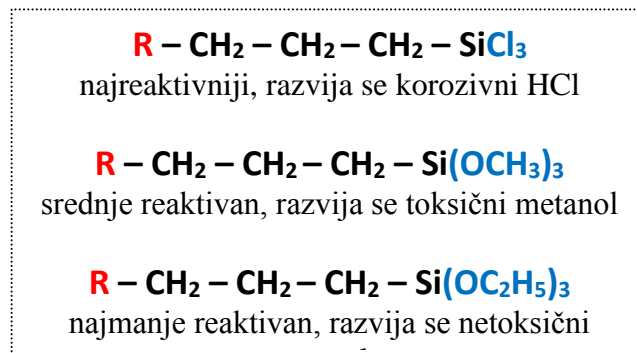 R – CH₂ – CH₂ – CH₂ – SiCl₃
najreaktivniji, razvija se korozivni HCl
R – CH₂ – CH₂ – CH₂ – Si(OCH₃)₃
srednje reaktivan, razvija se toksični metanol
R – CH₂ – CH₂ – CH₂ – Si(OC₂H₅)₃
najmanje reaktivan, razvija se netoksični